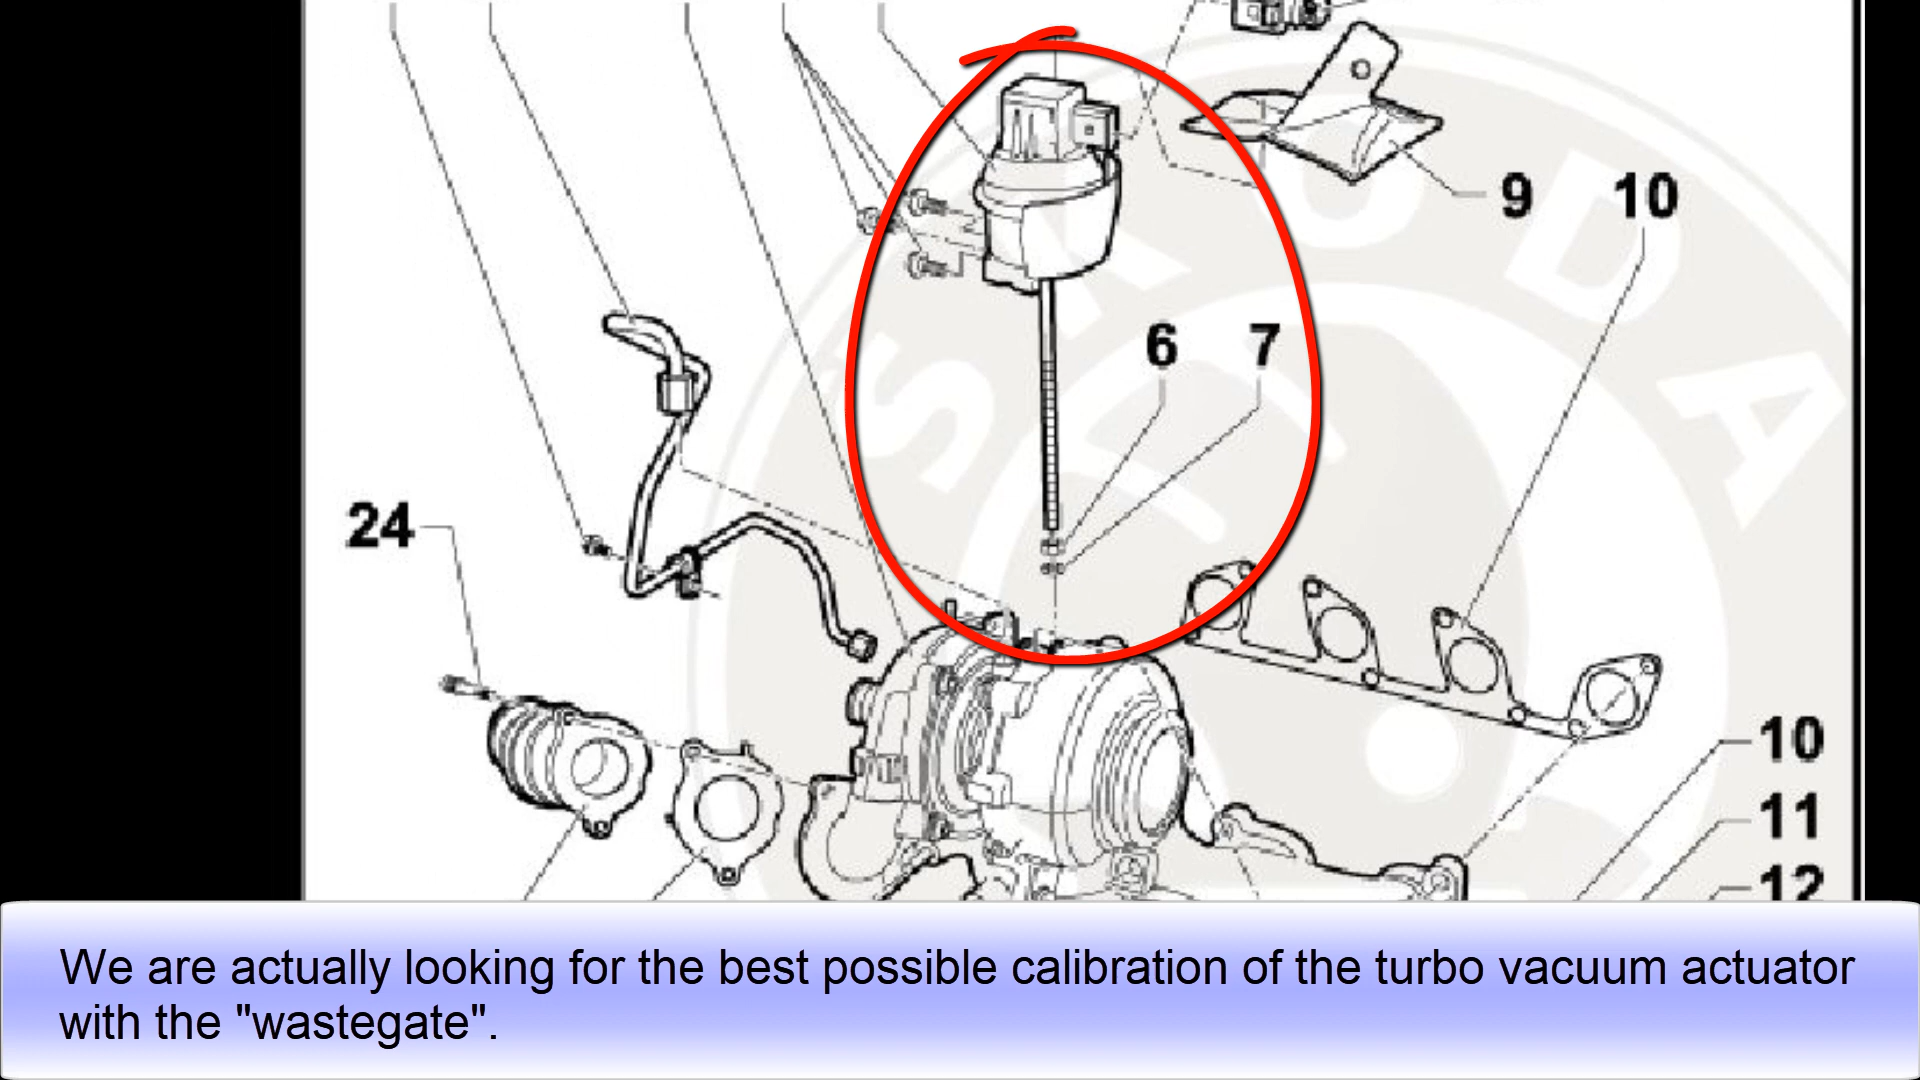 9 10
6 7
24
10
11
12
SKODA
We are actually looking for the best possible calibration of the turbo vacuum actuator
with the "wastegate".